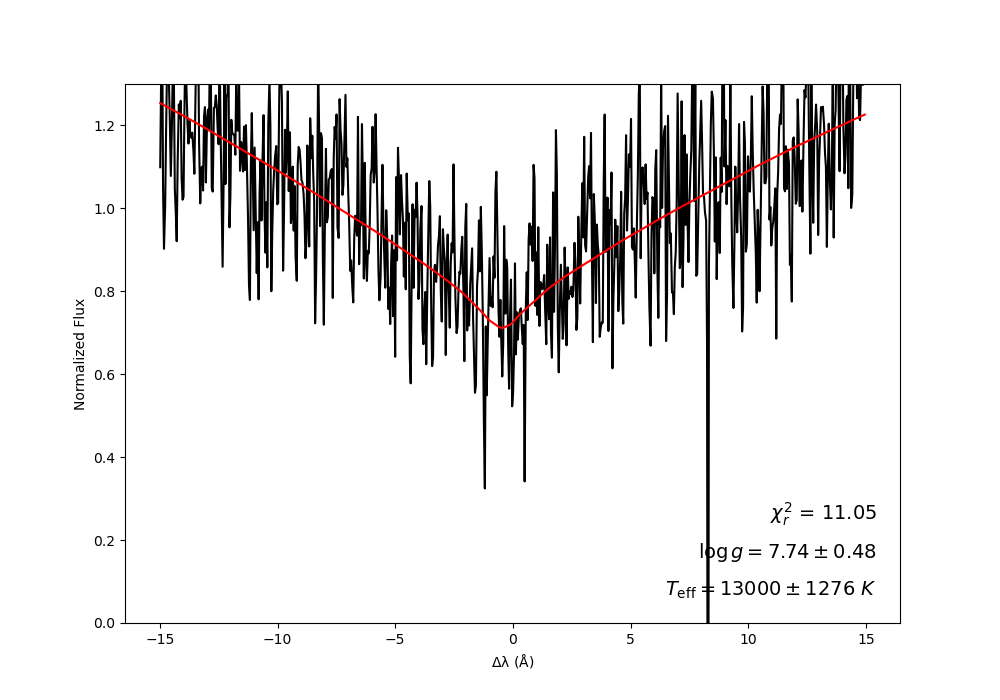 1.2
1.0
0.8
0.6
0.4
0.2
0.0
Normalized Flux
χ²ᵣ = 11.05
log g = 7.74 ± 0.48
T_eff = 13000 ± 1276 K
−15 −10 −5 0 5 10 15
Δλ (Å)